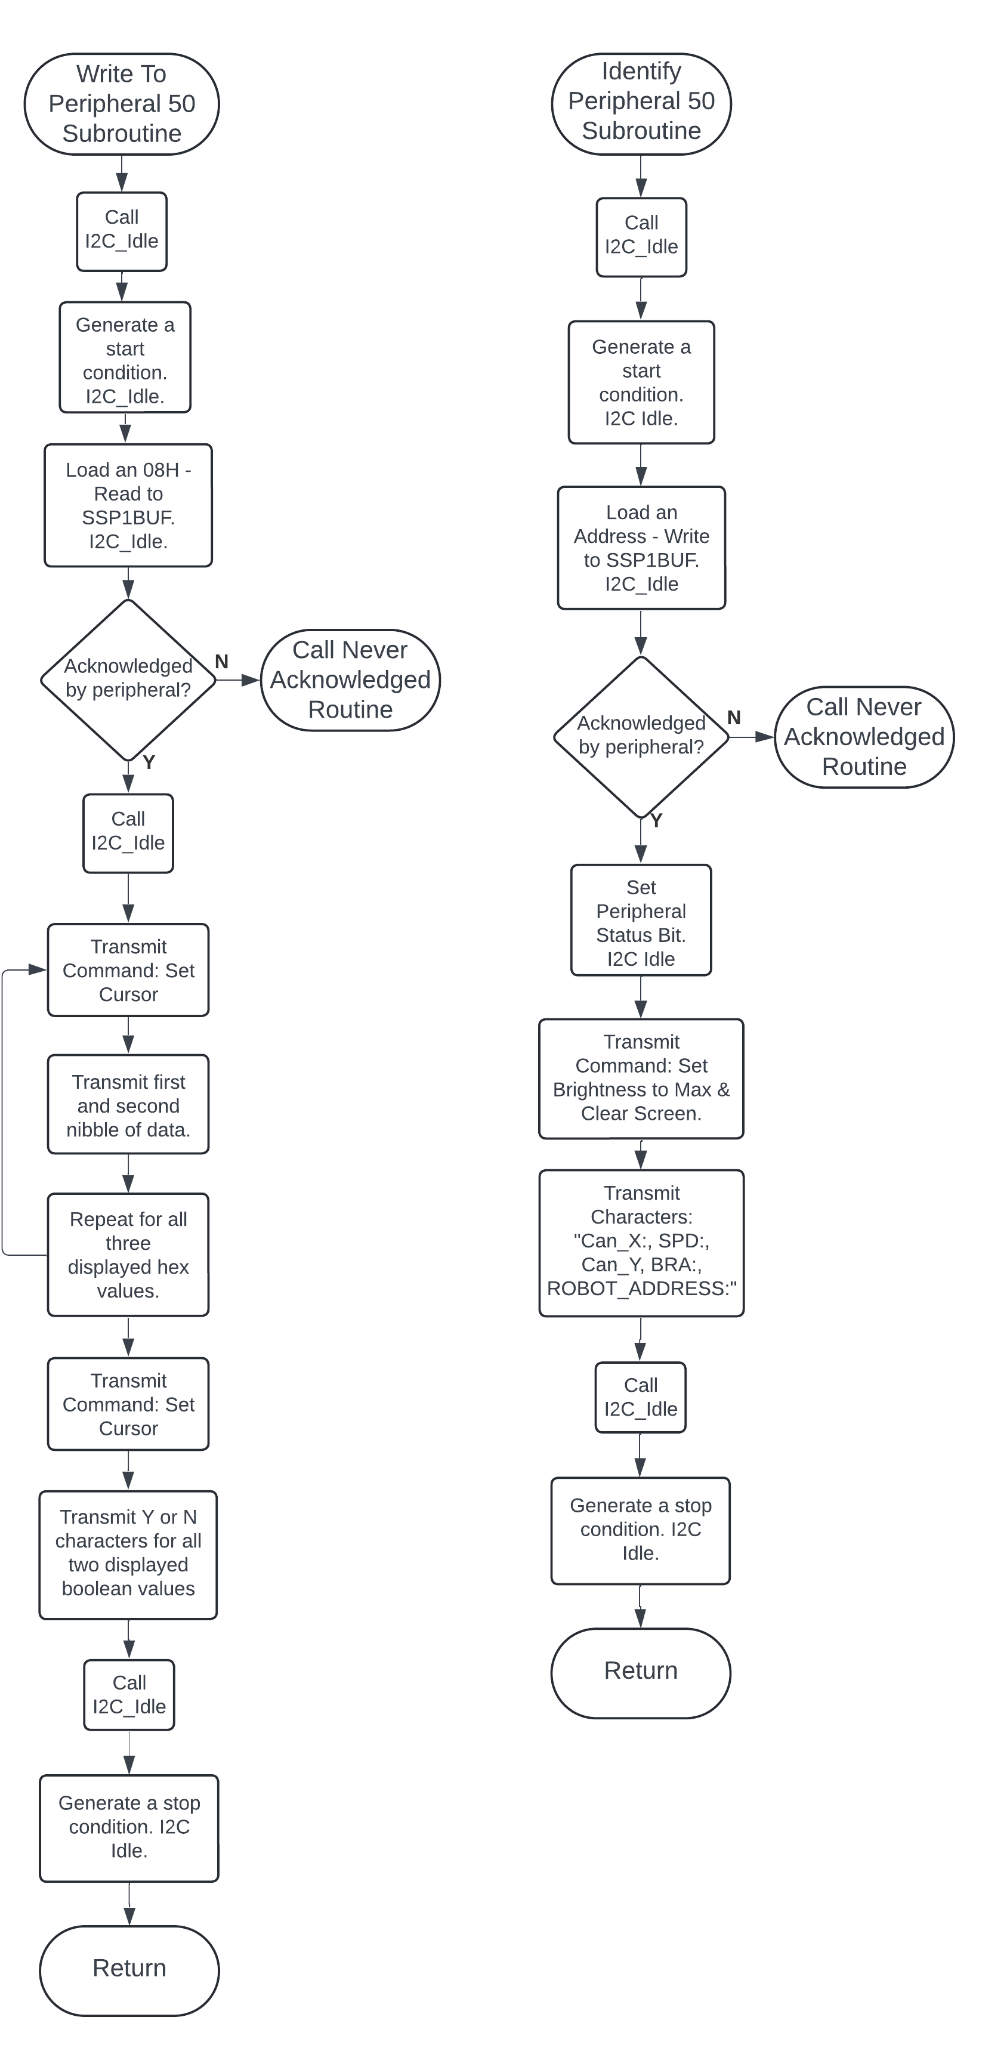 Write To
Peripheral 50
Subroutine
Call
I2C_Idle
Generate a
start
condition.
I2C_Idle.
Load an 08H -
Read to
SSP1BUF.
I2C_Idle.
Acknowledged
by peripheral?
N
Call Never
Acknowledged
Routine
Y
Call
I2C_Idle
Transmit
Command: Set
Cursor
Transmit first
and second
nibble of data.
Repeat for all
three
displayed hex
values.
Transmit
Command: Set
Cursor
Transmit Y or N
characters for all
two displayed
boolean values
Call
I2C_Idle
Generate a stop
condition. I2C
Idle.
Return
Identify
Peripheral 50
Subroutine
Call
I2C_Idle
Generate a
start
condition.
I2C Idle.
Load an
Address - Write
to SSP1BUF.
I2C_Idle
Acknowledged
by peripheral?
N
Call Never
Acknowledged
Routine
Y
Set
Peripheral
Status Bit.
I2C Idle
Transmit
Command: Set
Brightness to Max &
Clear Screen.
Transmit
Characters:
"Can_X:, SPD:,
Can_Y, BRA:,
ROBOT_ADDRESS:"
Call
I2C_Idle
Generate a stop
condition. I2C
Idle.
Return